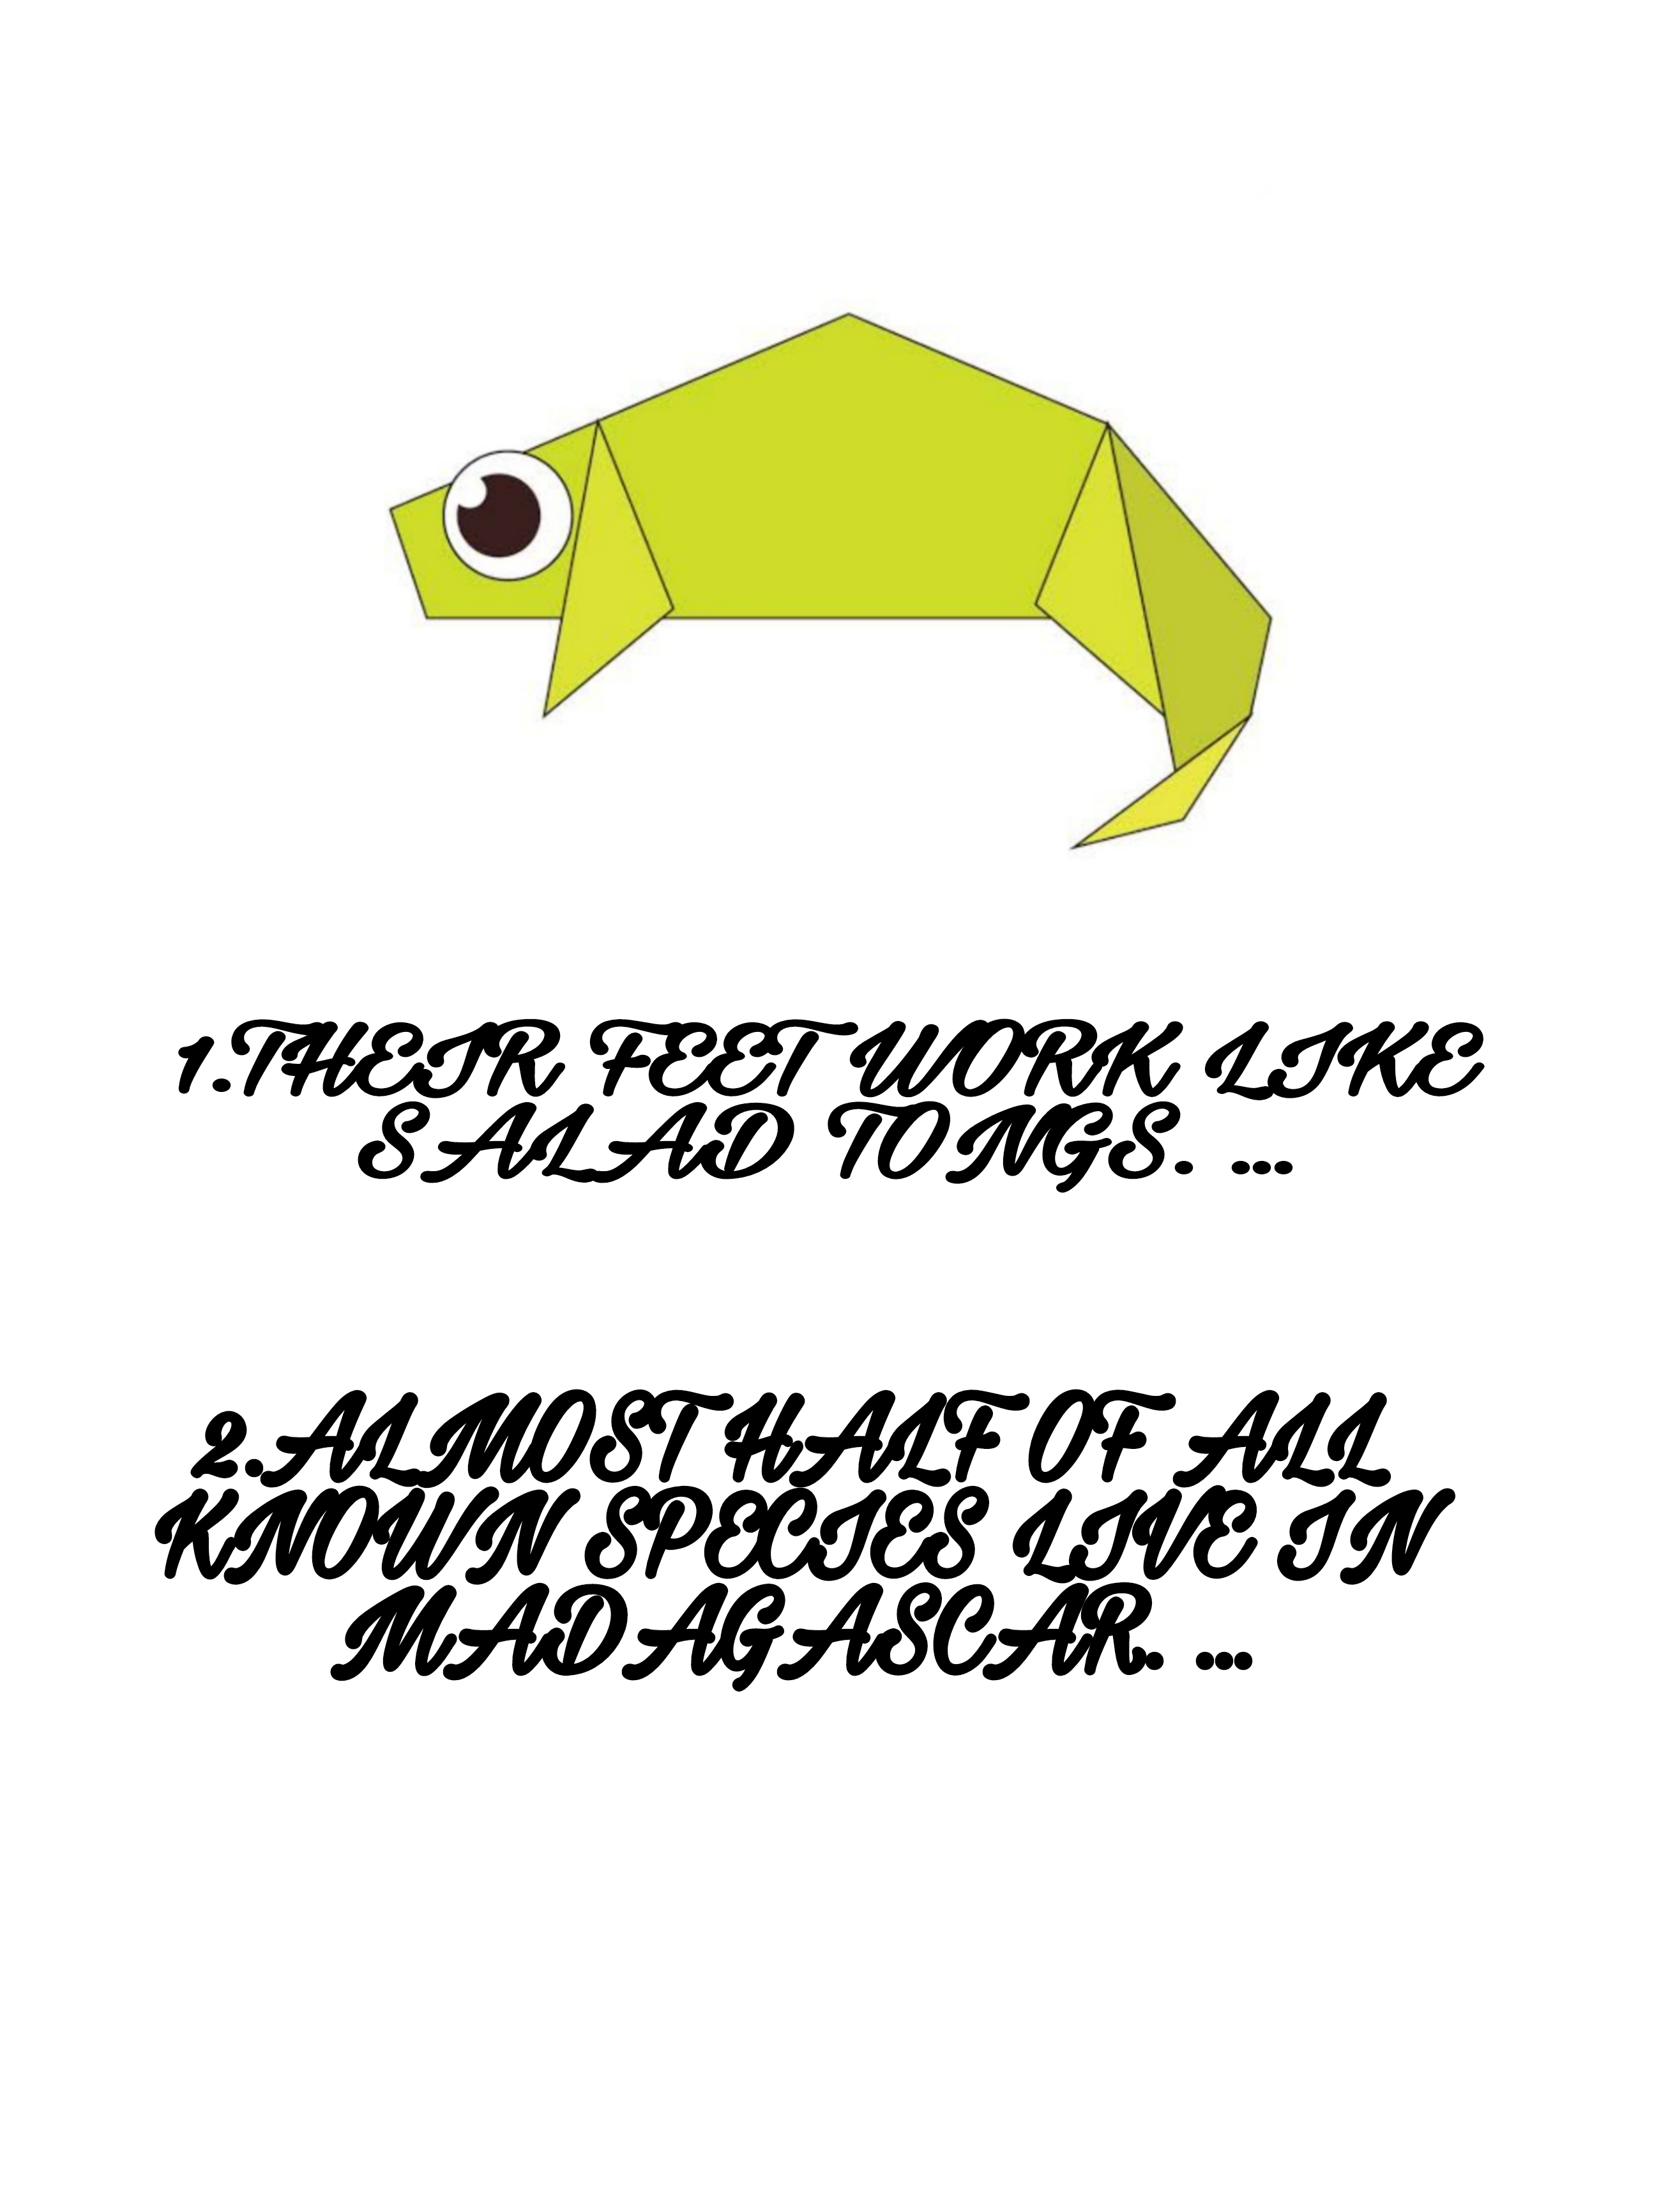 1.THEIR FEET WORK LIKE
SALAD TONGS. ...
2.ALMOST HALF OF ALL
KNOWN SPECIES LIVE IN
MADAGASCAR. ...